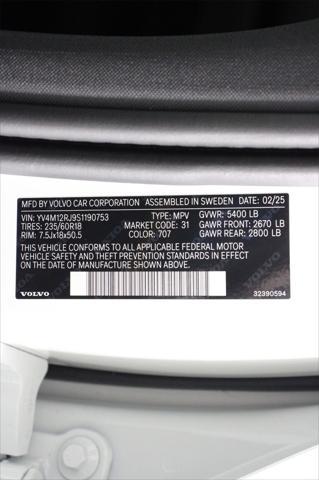 MFD BY VOLVO CAR CORPORATION ASSEMBLED IN SWEDEN DATE: 02/25
VIN: YV4M12RJ9S1190753 TYPE: MPV GVWR: 5400 LB
TIRES: 235/60R18 MARKET CODE: 31 GAWR FRONT: 2670 LB
RIM: 7.5Jx18x50.5 COLOR: 707 GAWR REAR: 2800 LB
THIS VEHICLE CONFORMS TO ALL APPLICABLE FEDERAL MOTOR
VEHICLE SAFETY AND THEFT PREVENTION STANDARDS IN EFFECT
ON THE DATE OF MANUFACTURE SHOWN ABOVE.
VOLVO
32390594